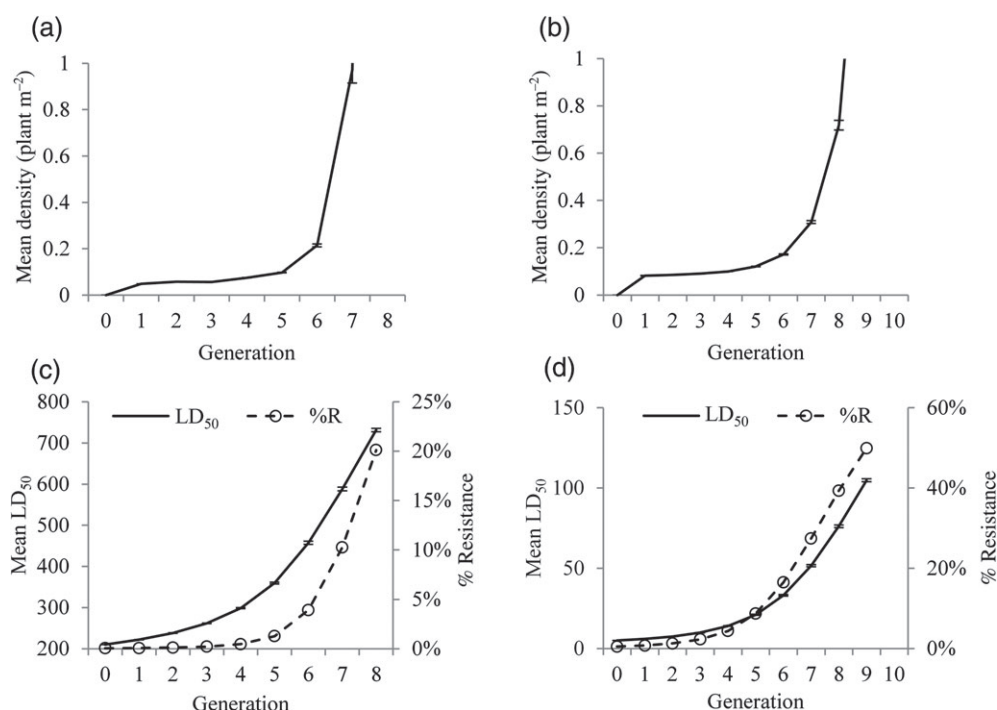 (a)
Mean density (plant m⁻²)
1
0.8
0.6
0.4
0.2
0
0 1 2 3 4 5 6 7 8
Generation
(b)
Mean density (plant m⁻²)
1
0.8
0.6
0.4
0.2
0
0 1 2 3 4 5 6 7 8 9 10
Generation
(c)
LD₅₀ %R
Mean LD₅₀
800
700
600
500
400
300
200
25%
20%
15%
10%
5%
0%
% Resistance
0 1 2 3 4 5 6 7 8
Generation
(d)
LD₅₀ %R
Mean LD₅₀
150
100
50
0
60%
40%
20%
0%
% Resistance
0 1 2 3 4 5 6 7 8 9 10
Generation